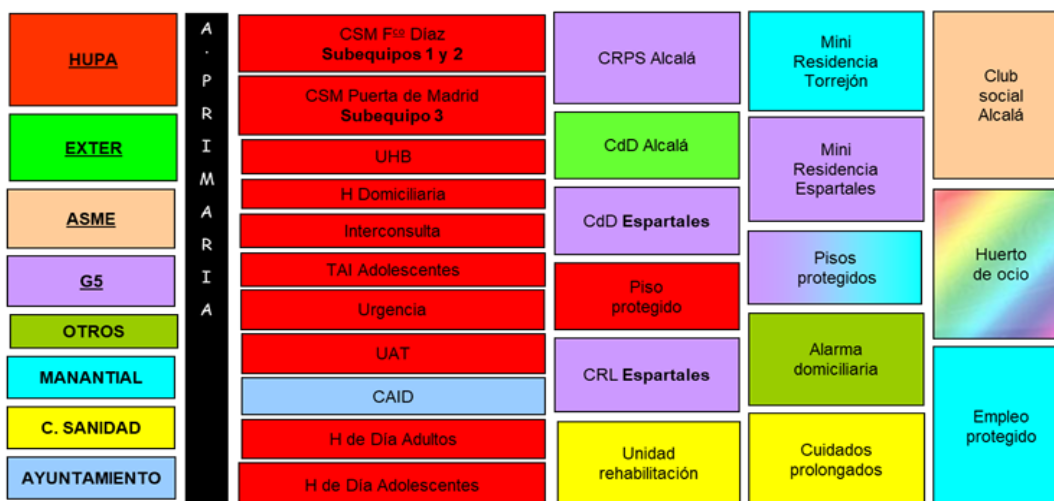 HUPA
EXTER
ASME
G5
OTROS
MANANTIAL
C. SANIDAD
AYUNTAMIENTO
A. PRIMARIA
CSM Fᶜᵒ Díaz
Subequipos 1 y 2
CSM Puerta de Madrid
Subequipo 3
UHB
H Domiciliaria
Interconsulta
TAI Adolescentes
Urgencia
UAT
CAID
H de Día Adultos
H de Día Adolescentes
CRPS Alcalá
CdD Alcalá
CdD Espartales
Piso
protegido
CRL Espartales
Unidad
rehabilitación
Mini
Residencia
Torrejón
Mini
Residencia
Espartales
Pisos
protegidos
Alarma
domiciliaria
Cuidados
prolongados
Club
social
Alcalá
Huerto
de ocio
Empleo
protegido